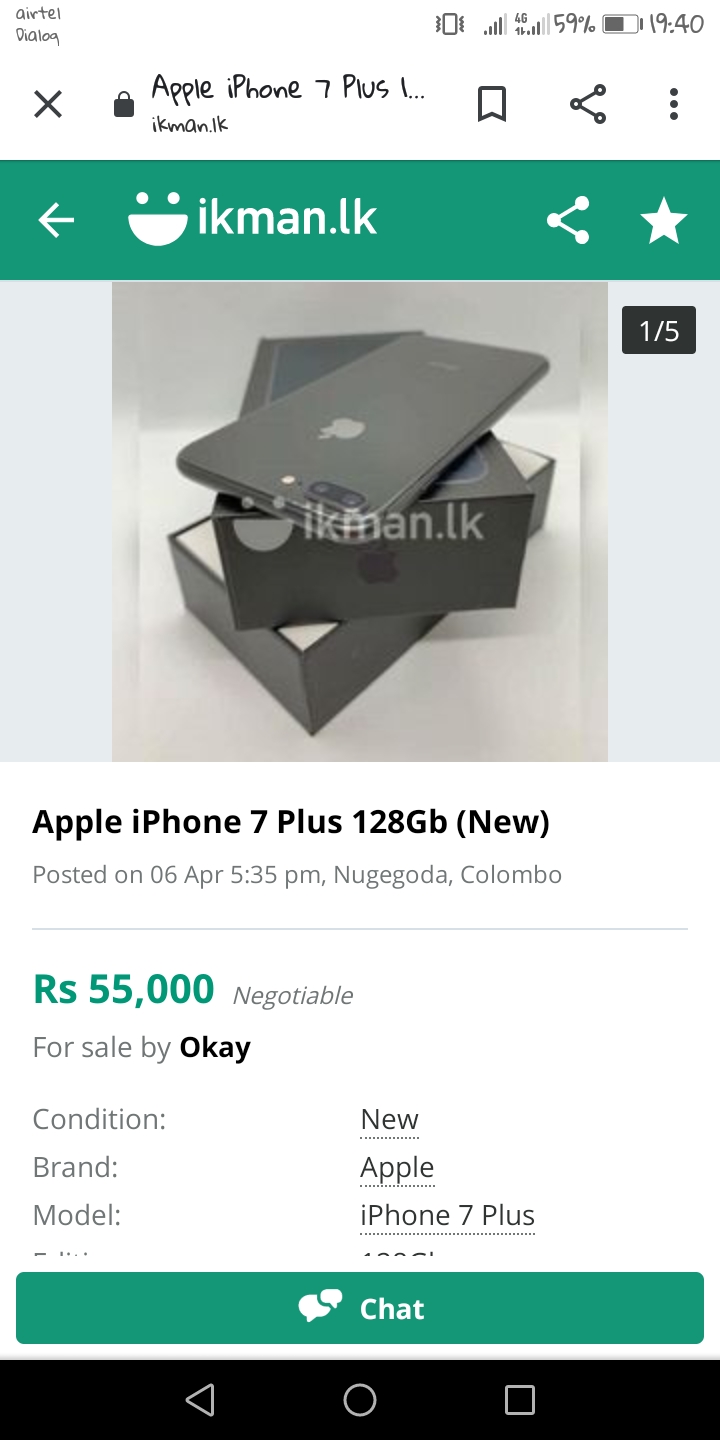 airtel
Dialog
4G 59% 19:40
Apple iPhone 7 Plus 1...
ikman.lk
ikman.lk
1/5
ikman.lk
Apple iPhone 7 Plus 128Gb (New)
Posted on 06 Apr 5:35 pm, Nugegoda, Colombo
Rs 55,000 Negotiable
For sale by Okay
Condition: New
Brand: Apple
Model: iPhone 7 Plus
Chat